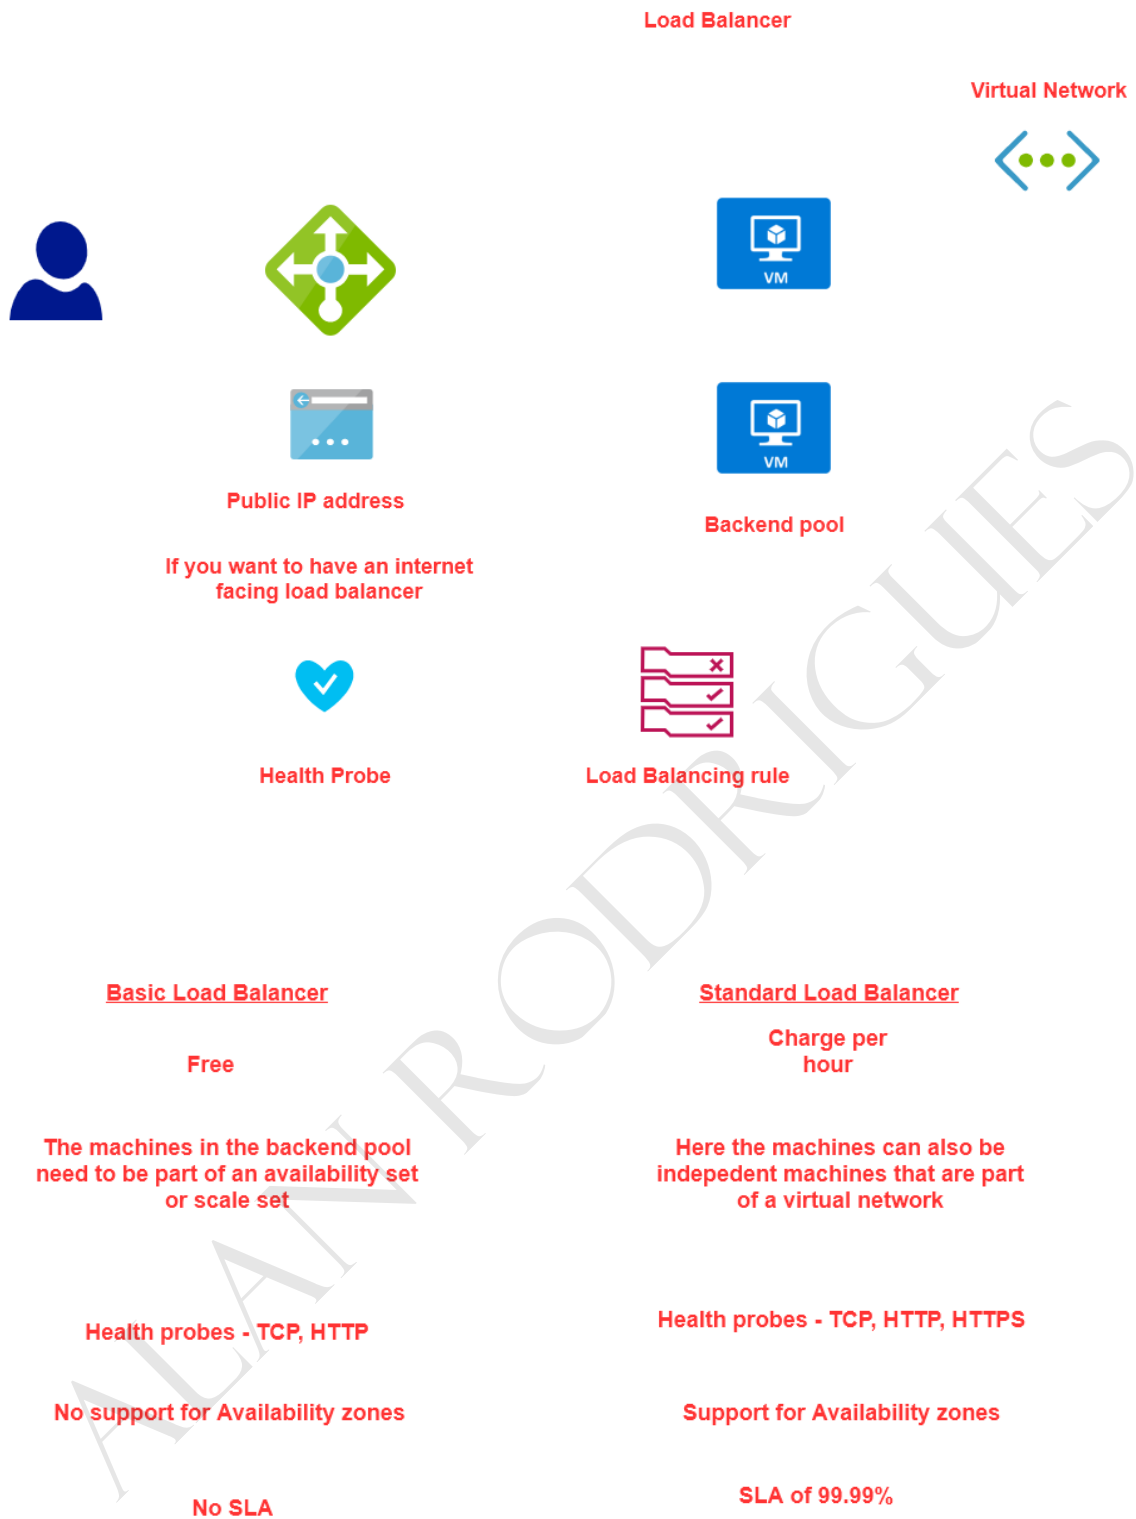 Load Balancer
Virtual Network
VM
VM
Public IP address
Backend pool
If you want to have an internet
facing load balancer
Health Probe
Load Balancing rule
Basic Load Balancer
Standard Load Balancer
Free
Charge per
hour
The machines in the backend pool
need to be part of an availability set
or scale set
Here the machines can also be
indepedent machines that are part
of a virtual network
Health probes - TCP, HTTP
Health probes - TCP, HTTP, HTTPS
No support for Availability zones
Support for Availability zones
No SLA
SLA of 99.99%
ALAN RODRIGUES